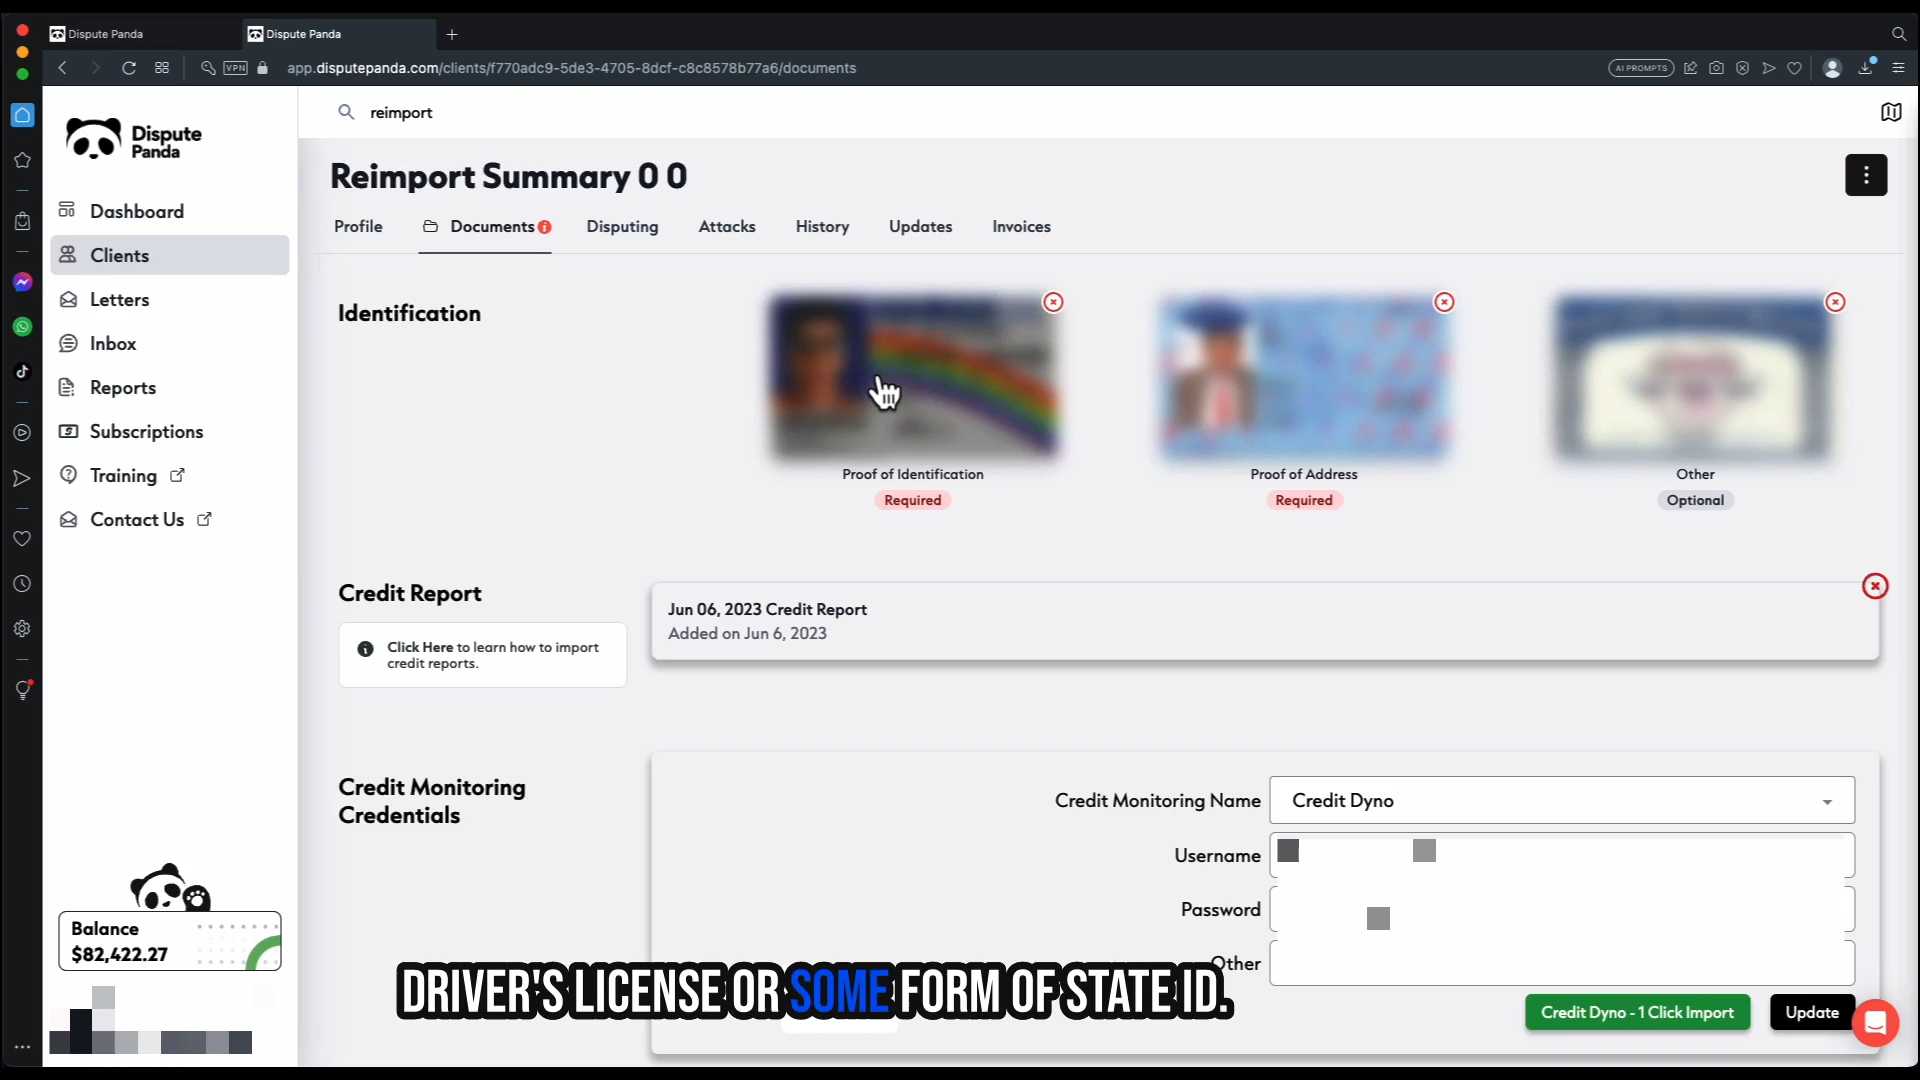 Dispute Panda
Dispute Panda
VPN
app.disputepanda.com/clients/f770adc9-5de3-4705-8dcf-c8c8578b77a6/documents
AI PROMPTS
Dispute
Panda
reimport
Reimport Summary 0 0
Dashboard
Clients
Letters
Inbox
Reports
Subscriptions
Training
Contact Us
Profile
Documents
Disputing
Attacks
History
Updates
Invoices
Identification
Proof of Identification
Required
Proof of Address
Required
Other
Optional
Credit Report
Click Here to learn how to import
credit reports.
Jun 06, 2023 Credit Report
Added on Jun 6, 2023
Credit Monitoring
Credentials
Credit Monitoring Name
Credit Dyno
Username
Password
Other
Credit Dyno - 1 Click Import
Update
Balance
$82,422.27
DRIVER'S LICENSE OR SOME FORM OF STATE ID.